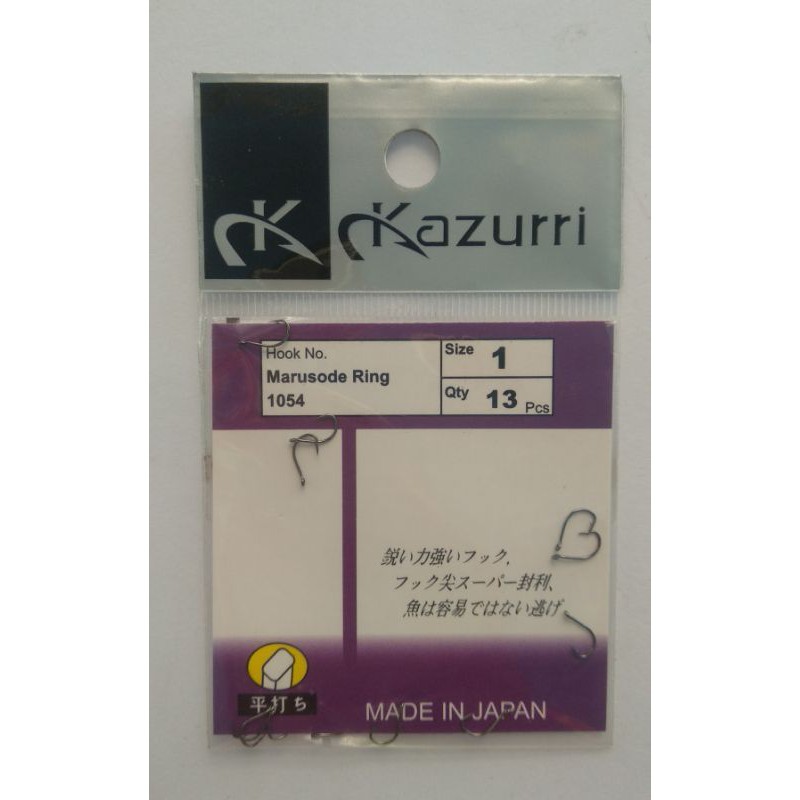 K Kazurri
Hook No.
Marusode Ring
1054
Size 1
Qty 13 Pcs
鋭い力強いフック,
フック尖スーパー封利、
魚は容易ではない逃げ
平打ち
MADE IN JAPAN